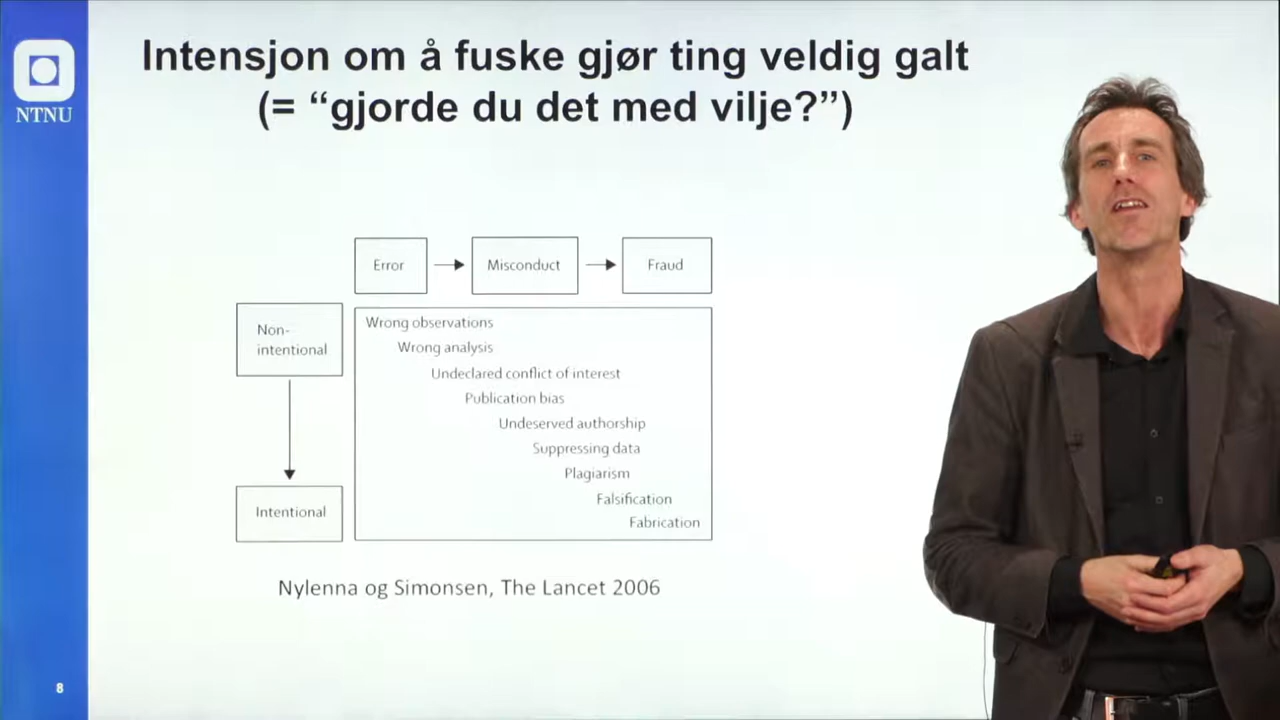 Intensjon om å fuske gjør ting veldig galt
(= “gjorde du det med vilje?”)
NTNU
Error
Misconduct
Fraud
Non-
intentional
Intentional
Wrong observations
Wrong analysis
Undeclared conflict of interest
Publication bias
Undeserved authorship
Suppressing data
Plagiarism
Falsification
Fabrication
Nylenna og Simonsen, The Lancet 2006
8